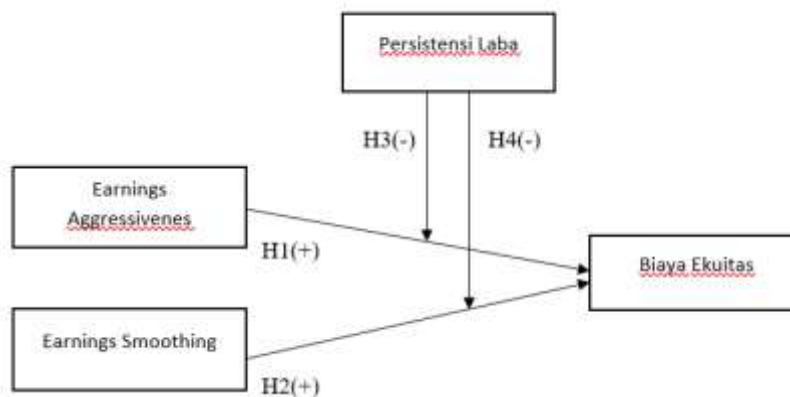 Persistensi Laba
H3(-)
H4(-)
Earnings
Aggressivenes
H1(+)
Biaya Ekuitas
Earnings Smoothing
H2(+)